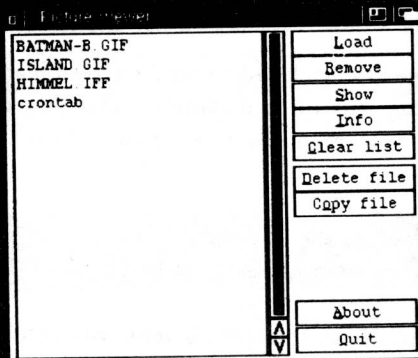 Picture viewer
BATMAN-B.GIF
ISLAND.GIF
HIMMEL.IFF
crontab
Load
Remove
Show
Info
Clear list
Delete file
Copy file
About
Quit